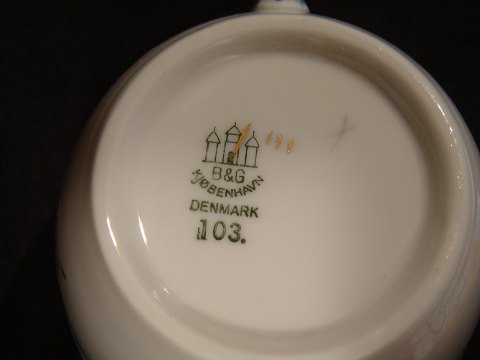 B&G
KJØBENHAVN
DENMARK
103.